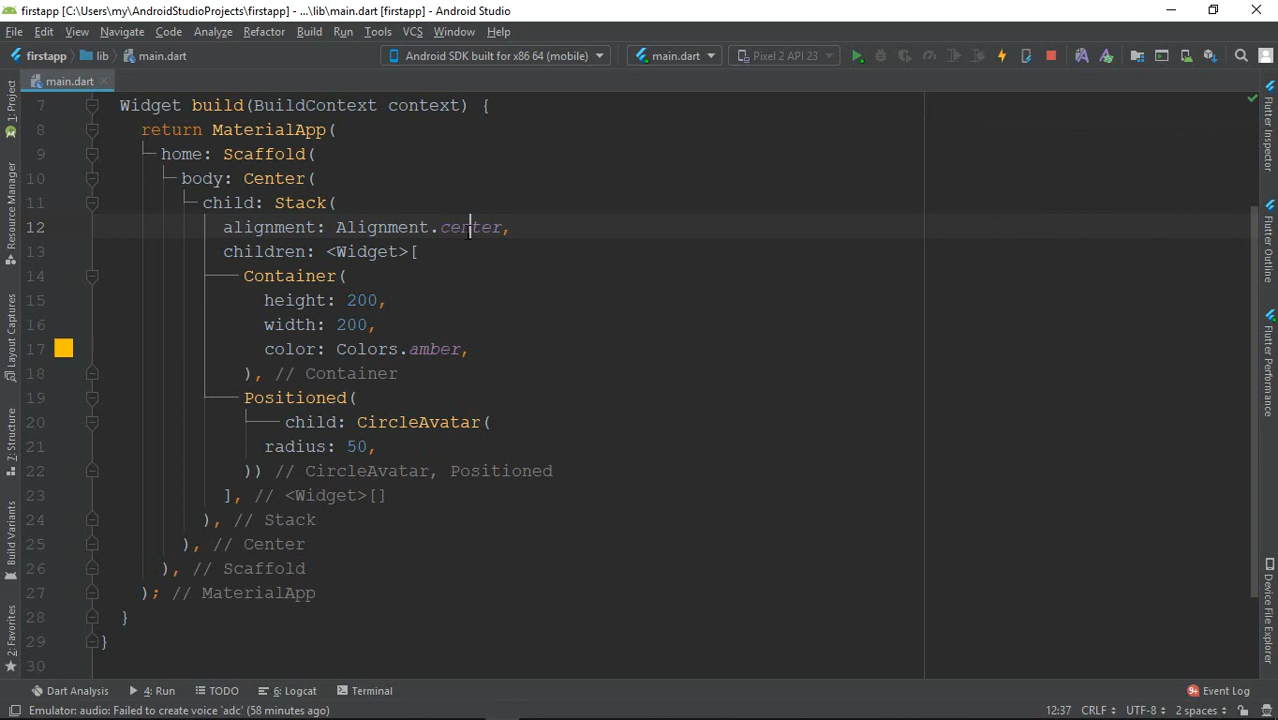 firstapp [C:\Users\my\AndroidStudioProjects\firstapp] - ...\lib\main.dart [firstapp] - Android Studio
File Edit View Navigate Code Analyze Refactor Build Run Tools VCS Window Help
firstapp lib main.dart Android SDK built for x86 64 (mobile) main.dart Pixel 2 API 23
main.dart
1: Project
Resource Manager
Layout Captures
7: Structure
Build Variants
2: Favorites
7 Widget build(BuildContext context) {
8 return MaterialApp(
9 home: Scaffold(
10 body: Center(
11 child: Stack(
12 alignment: Alignment.center,
13 children: <Widget>[
14 Container(
15 height: 200,
16 width: 200,
17 color: Colors.amber,
18 ), // Container
19 Positioned(
20 child: CircleAvatar(
21 radius: 50,
22 )) // CircleAvatar, Positioned
23 ], // <Widget>[]
24 ), // Stack
25 ), // Center
26 ), // Scaffold
27 ); // MaterialApp
28 }
29 }
30
Flutter Inspector
Flutter Outline
Flutter Performance
Device File Explorer
Dart Analysis 4: Run TODO 6: Logcat Terminal 9+ Event Log
Emulator: audio: Failed to create voice `adc' (58 minutes ago) 12:37 CRLF UTF-8 2 spaces